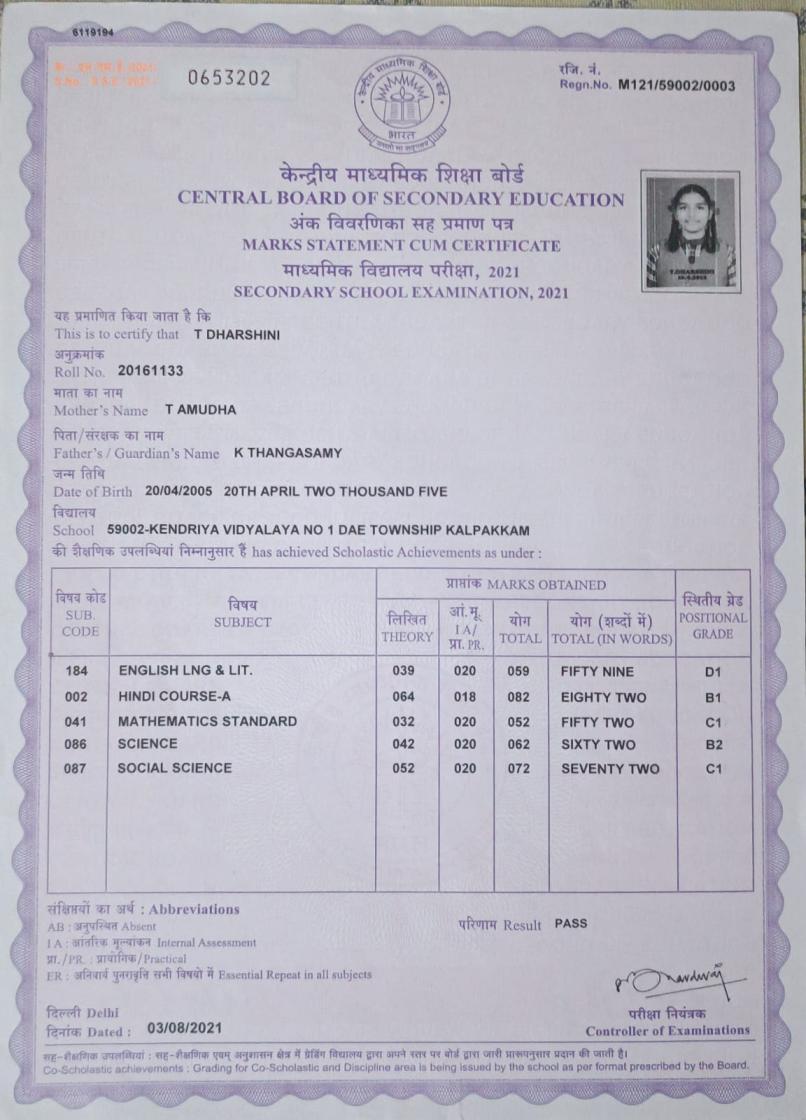 6119194
0653202
रजि. नं.
Regn.No. M121/59002/0003
केन्द्रीय माध्यमिक शिक्षा बोर्ड
भारत
केन्द्रीय माध्यमिक शिक्षा बोर्ड
CENTRAL BOARD OF SECONDARY EDUCATION
अंक विवरणिका सह प्रमाण पत्र
MARKS STATEMENT CUM CERTIFICATE
माध्यमिक विद्यालय परीक्षा, 2021
SECONDARY SCHOOL EXAMINATION, 2021
T.DHARSHINI
यह प्रमाणित किया जाता है कि
This is to certify that T DHARSHINI
अनुक्रमांक
Roll No. 20161133
माता का नाम
Mother's Name T AMUDHA
पिता/संरक्षक का नाम
Father's / Guardian's Name K THANGASAMY
जन्म तिथि
Date of Birth 20/04/2005 20TH APRIL TWO THOUSAND FIVE
विद्यालय
School 59002-KENDRIYA VIDYALAYA NO 1 DAE TOWNSHIP KALPAKKAM
की शैक्षणिक उपलब्धियां निम्नानुसार हैं has achieved Scholastic Achievements as under :
विषय कोड SUB. CODE विषय SUBJECT प्राप्तांक MARKS OBTAINED स्थितीय ग्रेड POSITIONAL GRADE
लिखित THEORY आं.मू. I A/ प्रा. PR. योग TOTAL योग (शब्दों में) TOTAL (IN WORDS)
184 ENGLISH LNG & LIT. 039 020 059 FIFTY NINE D1
002 HINDI COURSE-A 064 018 082 EIGHTY TWO B1
041 MATHEMATICS STANDARD 032 020 052 FIFTY TWO C1
086 SCIENCE 042 020 062 SIXTY TWO B2
087 SOCIAL SCIENCE 052 020 072 SEVENTY TWO C1
संक्षिप्तयों का अर्थ : Abbreviations
AB : अनुपस्थित Absent
परिणाम Result PASS
I A : आंतरिक मूल्यांकन Internal Assessment
प्रा./PR. : प्रायोगिक/Practical
ER : अनिवार्य पुनरावृत्ति सभी विषयों में Essential Repeat in all subjects
दिल्ली Delhi
दिनांक Dated : 03/08/2021
परीक्षा नियंत्रक
Controller of Examinations
सह-शैक्षणिक उपलब्धियां : सह-शैक्षणिक एवम् अनुशासन क्षेत्र में ग्रेडिंग विद्यालय द्वारा अपने स्तर पर बोर्ड द्वारा जारी प्रारूपनुसार प्रदान की जाती है।
Co-Scholastic achievements : Grading for Co-Scholastic and Discipline area is being issued by the school as per format prescribed by the Board.